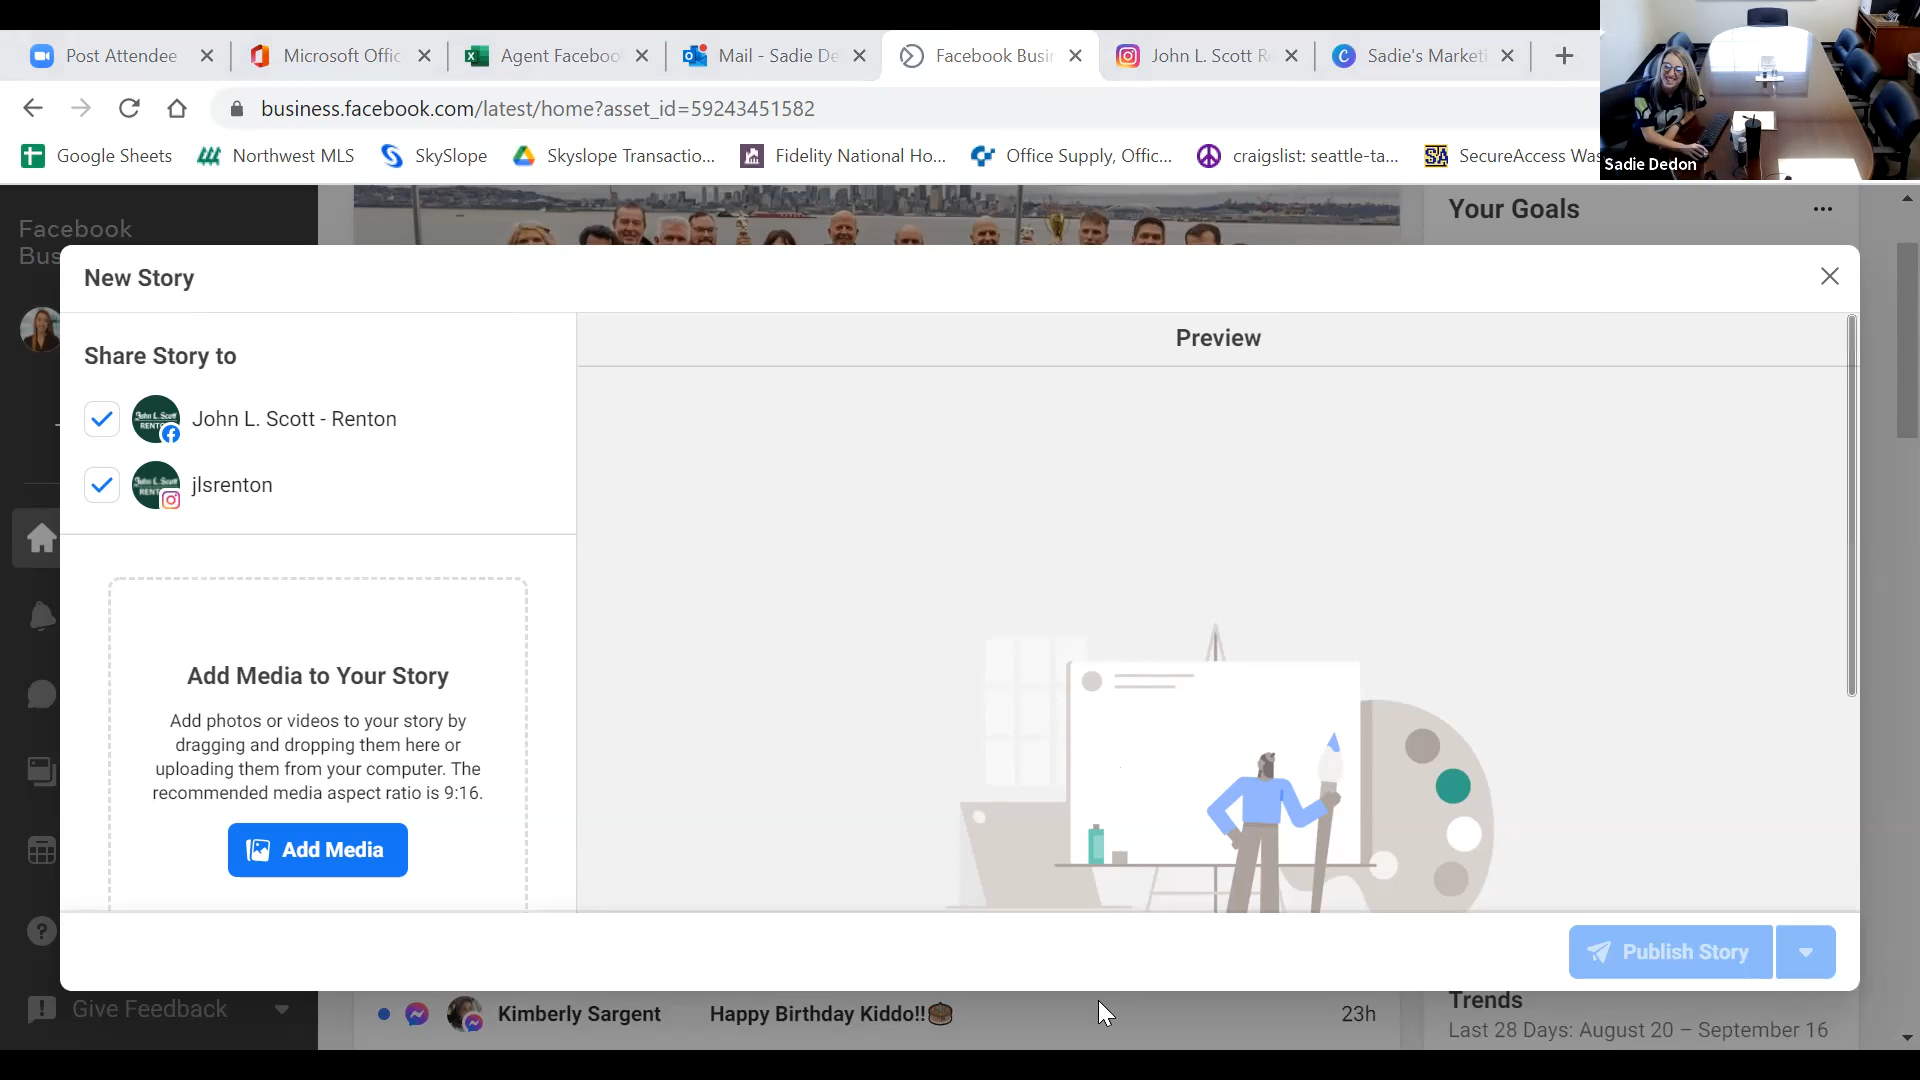 Post Attendee
Microsoft Offic
Agent Faceboo
Mail - Sadie De
Facebook Busin
John L. Scott R
Sadie's Marketi
business.facebook.com/latest/home?asset_id=59243451582
Google Sheets
Northwest MLS
SkySlope
Skyslope Transactio...
Fidelity National Ho...
Office Supply, Offic...
craigslist: seattle-ta...
SecureAccess Was
Sadie Dedon
Facebook
Bus
Your Goals
New Story
Share Story to
John L. Scott - Renton
jlsrenton
Preview
Add Media to Your Story
Add photos or videos to your story by
dragging and dropping them here or
uploading them from your computer. The
recommended media aspect ratio is 9:16.
Add Media
Publish Story
Give Feedback
Kimberly Sargent
Happy Birthday Kiddo!!🎂
23h
Trends
Last 28 Days: August 20 – September 16